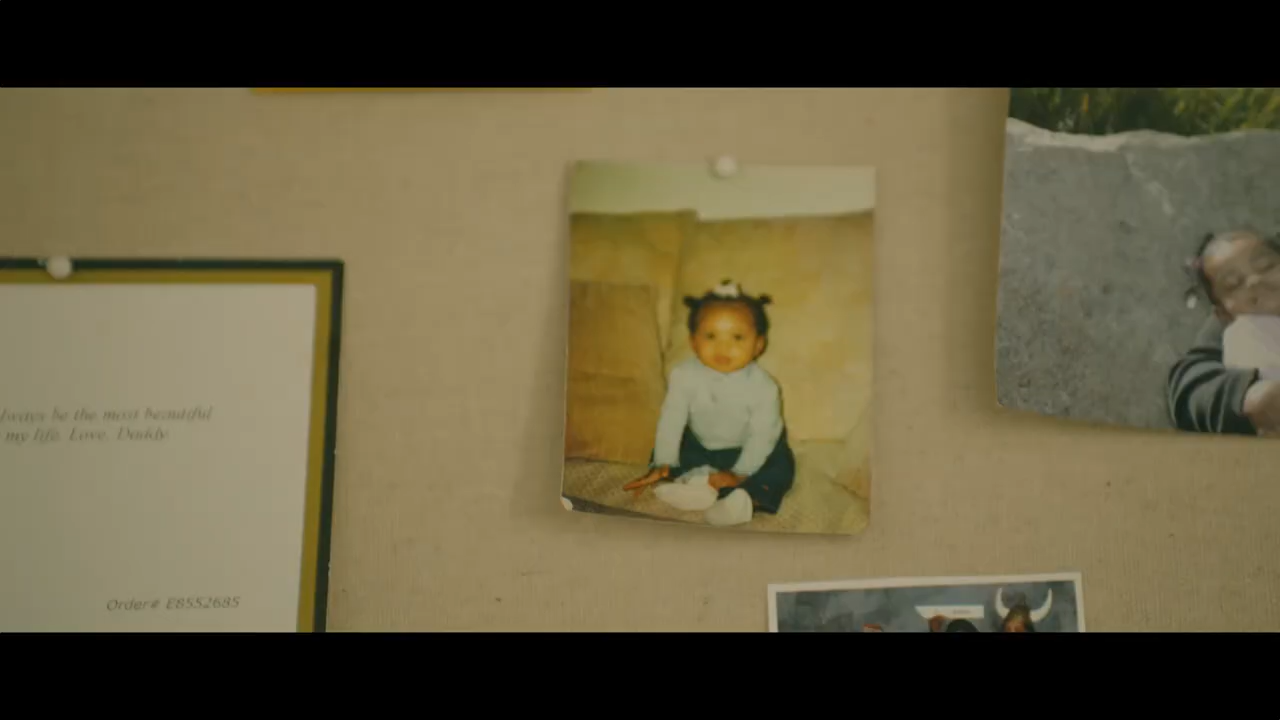 lways be the most beautiful
my life. Love, Daddy.
Order# E8552685